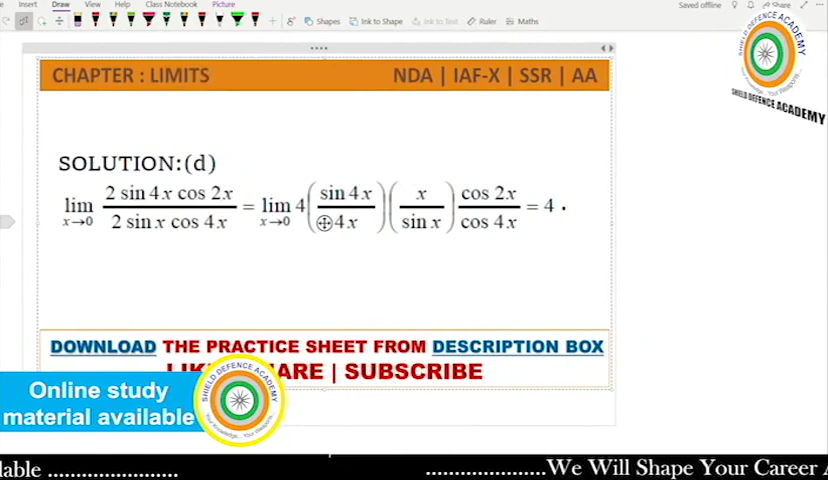 Insert Draw View Help Class Notebook Picture
Saved offline Share
Shapes Ink to Shape Ink to Text Ruler Maths
CHAPTER : LIMITS NDA | IAF-X | SSR | AA
SHIELD DEFENCE ACADEMY
SHIELD DEFENCE ACADEMY
SOLUTION:(d)
lim x→0 2 sin 4x cos 2x / 2 sin x cos 4x = lim x→0 4 (sin 4x / 4x) (x / sin x) cos 2x / cos 4x = 4 .
DOWNLOAD THE PRACTICE SHEET FROM DESCRIPTION BOX
SUBSCRIBE
SHIELD DEFENCE ACADEMY
Online study
material available
lable ....................... .....................We Will Shape Your Career A